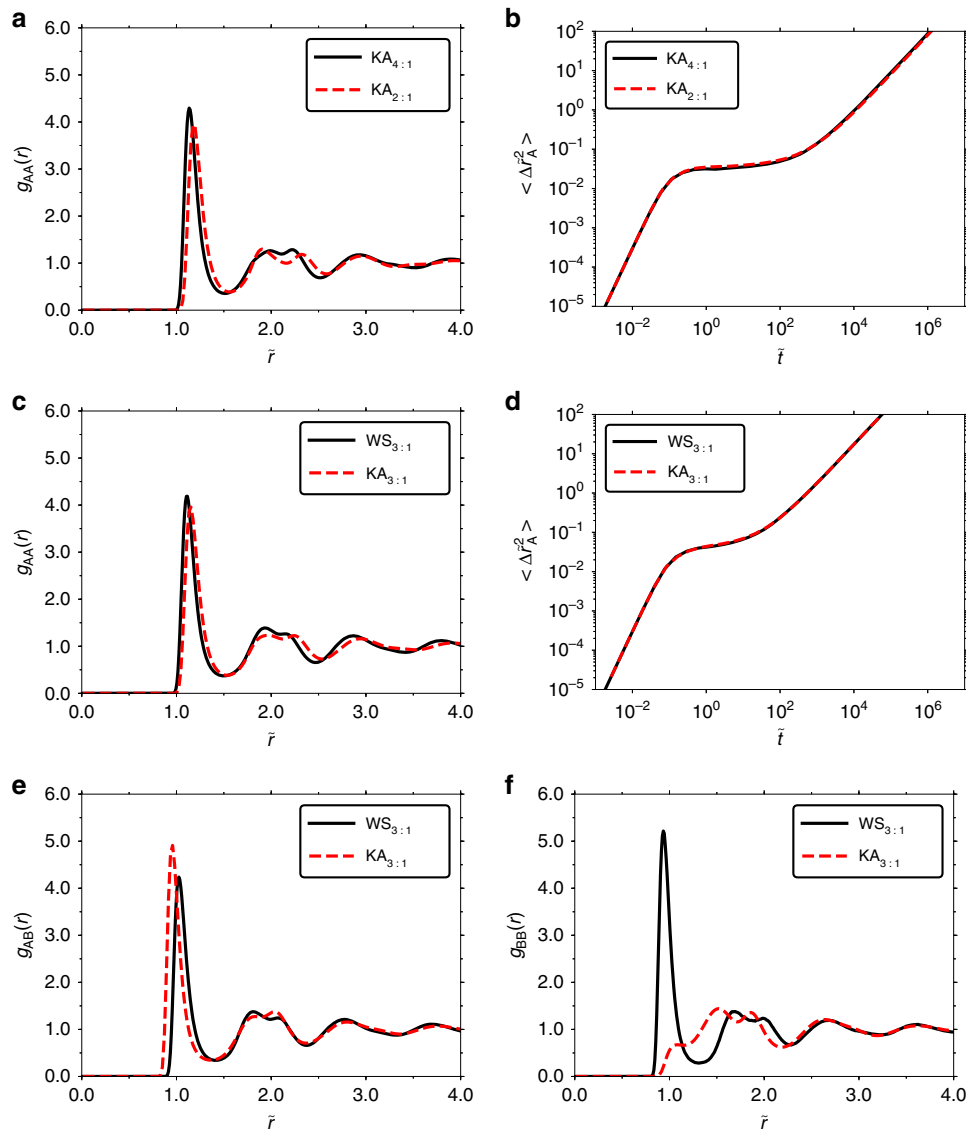 a
6.0
5.0
4.0
3.0
2.0
1.0
0.0
0.0 1.0 2.0 3.0 4.0
g_AA(r)
r̃
KA_4 : 1
KA_2 : 1
b
10^2
10^1
10^0
10^−1
10^−2
10^−3
10^−4
10^−5
10^−2 10^0 10^2 10^4 10^6
< Δr̃_A^2 >
t̃
KA_4 : 1
KA_2 : 1
c
6.0
5.0
4.0
3.0
2.0
1.0
0.0
0.0 1.0 2.0 3.0 4.0
g_AA(r)
r̃
WS_3 : 1
KA_3 : 1
d
10^2
10^1
10^0
10^−1
10^−2
10^−3
10^−4
10^−5
10^−2 10^0 10^2 10^4 10^6
< Δr̃_A^2 >
t̃
WS_3 : 1
KA_3 : 1
e
6.0
5.0
4.0
3.0
2.0
1.0
0.0
0.0 1.0 2.0 3.0 4.0
g_AB(r)
r̃
WS_3 : 1
KA_3 : 1
f
6.0
5.0
4.0
3.0
2.0
1.0
0.0
0.0 1.0 2.0 3.0 4.0
g_BB(r)
r̃
WS_3 : 1
KA_3 : 1